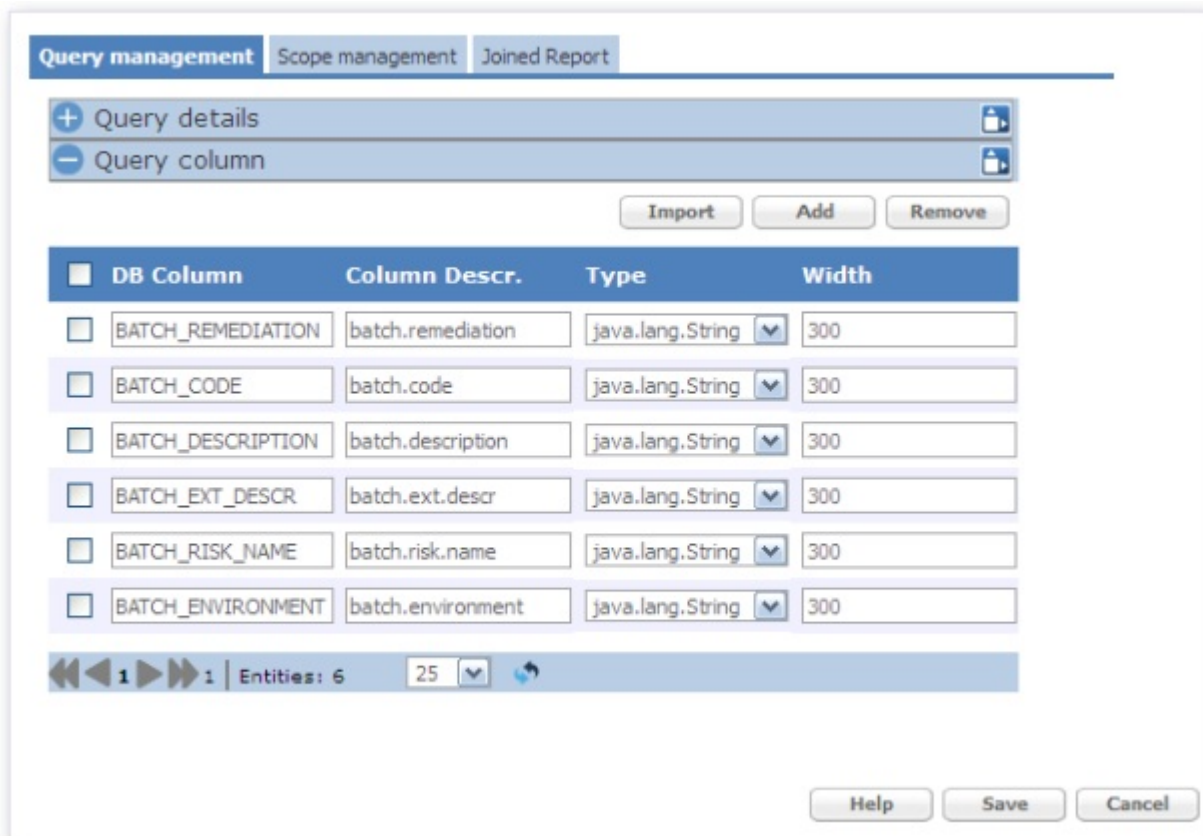 Query management Scope management Joined Report
Query details
Query column
Import Add Remove
DB Column Column Descr. Type Width
BATCH_REMEDIATION batch.remediation java.lang.String 300
BATCH_CODE batch.code java.lang.String 300
BATCH_DESCRIPTION batch.description java.lang.String 300
BATCH_EXT_DESCR batch.ext.descr java.lang.String 300
BATCH_RISK_NAME batch.risk.name java.lang.String 300
BATCH_ENVIRONMENT batch.environment java.lang.String 300
1 1 Entities: 6 25
Help Save Cancel